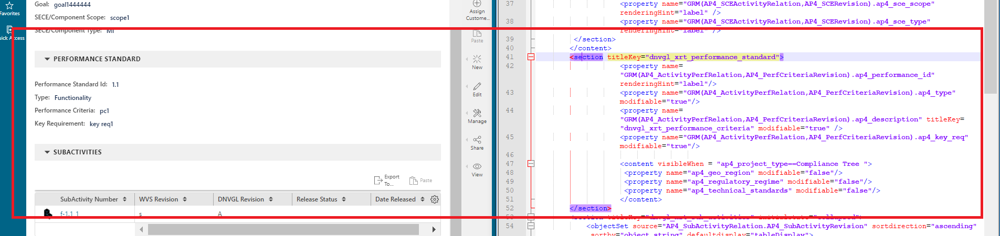 Favorites
uick Access
Goal: goal1444444
SECE/Component Scope: scope1
SECE/Component Type: MI
PERFORMANCE STANDARD
Performance Standard Id: 1.1
Type: Functionality
Performance Criteria: pc1
Key Requirement: key req1
SUBACTIVITIES
Export
To...
Paste
SubActivity Number
WVS Revision
DNVGL Revision
Release Status
Date Released
f-1.1.1
s
A
Assign
Custome...
Paste
New
Edit
Manage
Share
View
37 <property name="GRM(AP4_SCEActivityRelation,AP4_SCERevision).ap4_sce_scope"
renderingHint="label" />
38 <property name="GRM(AP4_SCEActivityRelation,AP4_SCERevision).ap4_sce_type"
renderingHint="label" />
39 </section>
40 </content>
41 <section titleKey="dnvgl_xrt_performance_standard">
42 <property name=
"GRM(AP4_ActivityPerfRelation,AP4_PerfCriteriaRevision).ap4_performance_id"
renderingHint="label"/>
43 <property name="GRM(AP4_ActivityPerfRelation,AP4_PerfCriteriaRevision).ap4_type"
modifiable="true"/>
44 <property name=
"GRM(AP4_ActivityPerfRelation,AP4_PerfCriteriaRevision).ap4_description" titleKey=
"dnvgl_xrt_performance_criteria" modifiable="true" />
45 <property name="GRM(AP4_ActivityPerfRelation,AP4_PerfCriteriaRevision).ap4_key_req"
modifiable="true"/>
46
47 <content visibleWhen = "ap4_project_type==Compliance Tree ">
48 <property name="ap4_geo_region" modifiable="false"/>
49 <property name="ap4_regulatory_regime" modifiable="false"/>
50 <property name="ap4_technical_standards" modifiable="false"/>
51 </content>
52 </section>
53 <section titleKey="dnvgl_xrt_sub_activities" initialstate="collapsed">
54 <objectSet source="AP4_SubActivityRelation.AP4_SubActivityRevision" sortdirection="ascending"
sortby="object_string" defaultdisplay="tableDisplay">